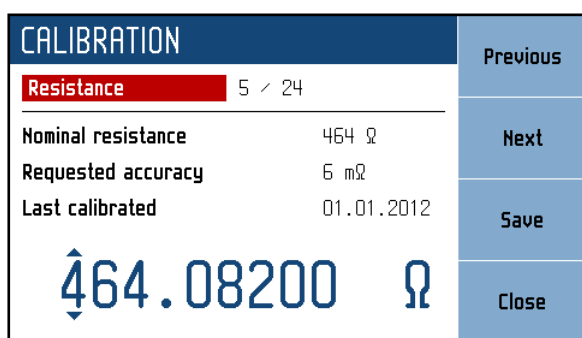 CALIBRATION
Resistance 5 / 24
Nominal resistance 464 Ω
Requested accuracy 6 mΩ
Last calibrated 01.01.2012
464.08200 Ω
Previous
Next
Save
Close